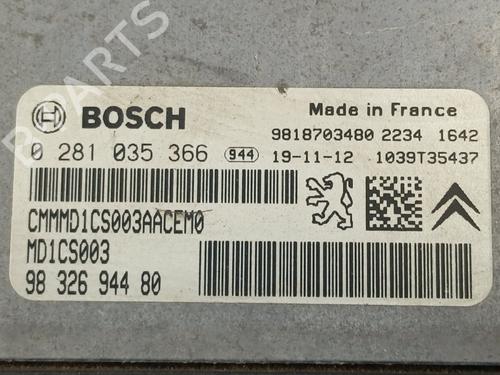 BOSCH
Made in France
9818703480 2234 1642
0 281 035 366 944 19-11-12 1039T35437
CMMMD1CS003AACEM0
MD1CS003
98 326 944 80
B-PARTS